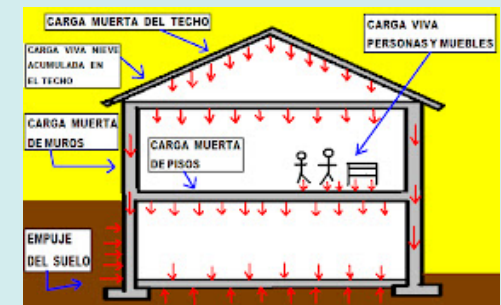 CARGA MUERTA DEL TECHO
CARGA VIVA
PERSONAS Y MUEBLES
CARGA VIVA NIEVE
ACUMULADA EN
EL TECHO
CARGA MUERTA
DE MUROS
CARGA MUERTA
DE PISOS
EMPUJE
DEL SUELO